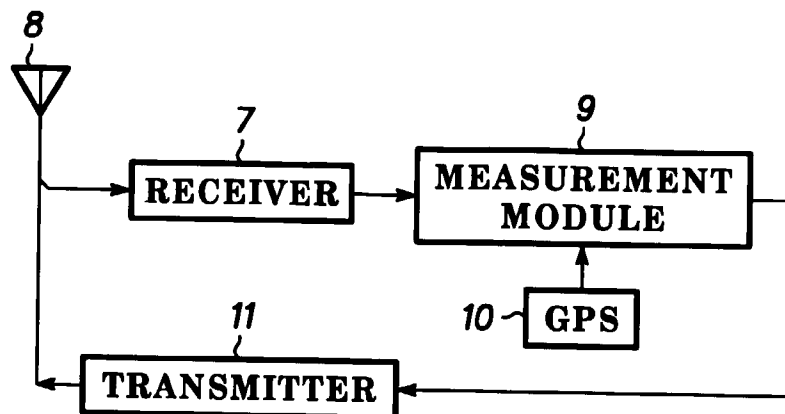 8
7
9
RECEIVER
MEASUREMENT
MODULE
10
GPS
11
TRANSMITTER